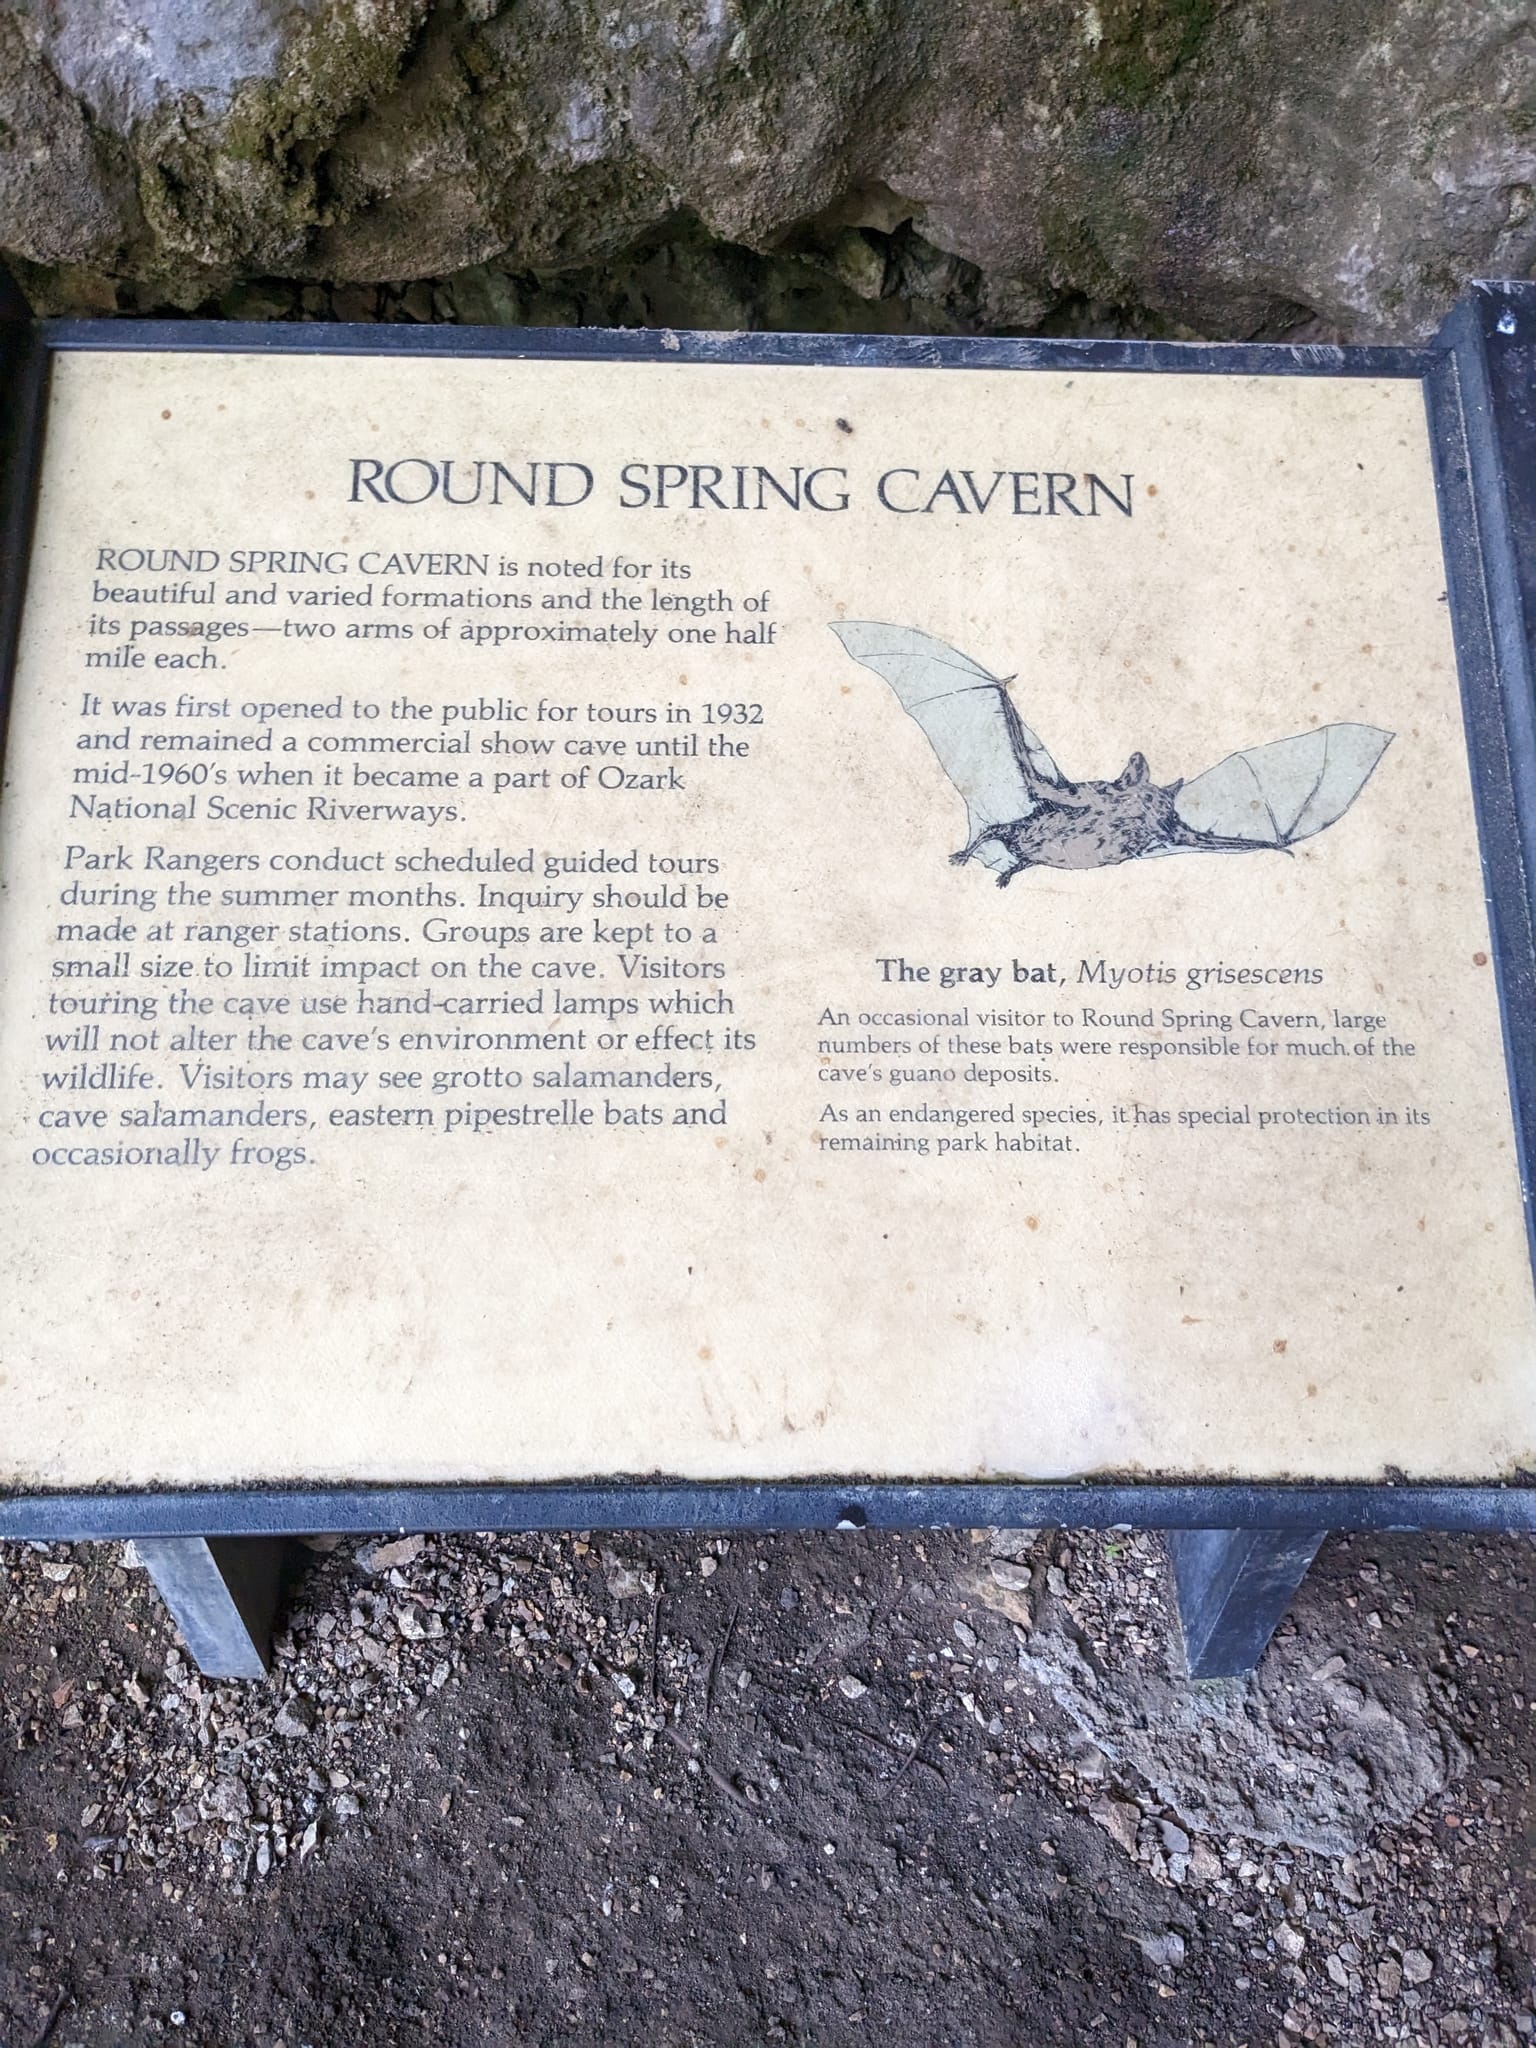 ROUND SPRING CAVERN
ROUND SPRING CAVERN is noted for its
beautiful and varied formations and the length of
its passages—two arms of approximately one half
mile each.
It was first opened to the public for tours in 1932
and remained a commercial show cave until the
mid-1960's when it became a part of Ozark
National Scenic Riverways.
Park Rangers conduct scheduled guided tours
during the summer months. Inquiry should be
made at ranger stations. Groups are kept to a
small size to limit impact on the cave. Visitors
touring the cave use hand-carried lamps which
will not alter the cave's environment or effect its
wildlife. Visitors may see grotto salamanders,
cave salamanders, eastern pipestrelle bats and
occasionally frogs.
The gray bat, Myotis grisescens
An occasional visitor to Round Spring Cavern, large
numbers of these bats were responsible for much of the
cave's guano deposits.
As an endangered species, it has special protection in its
remaining park habitat.